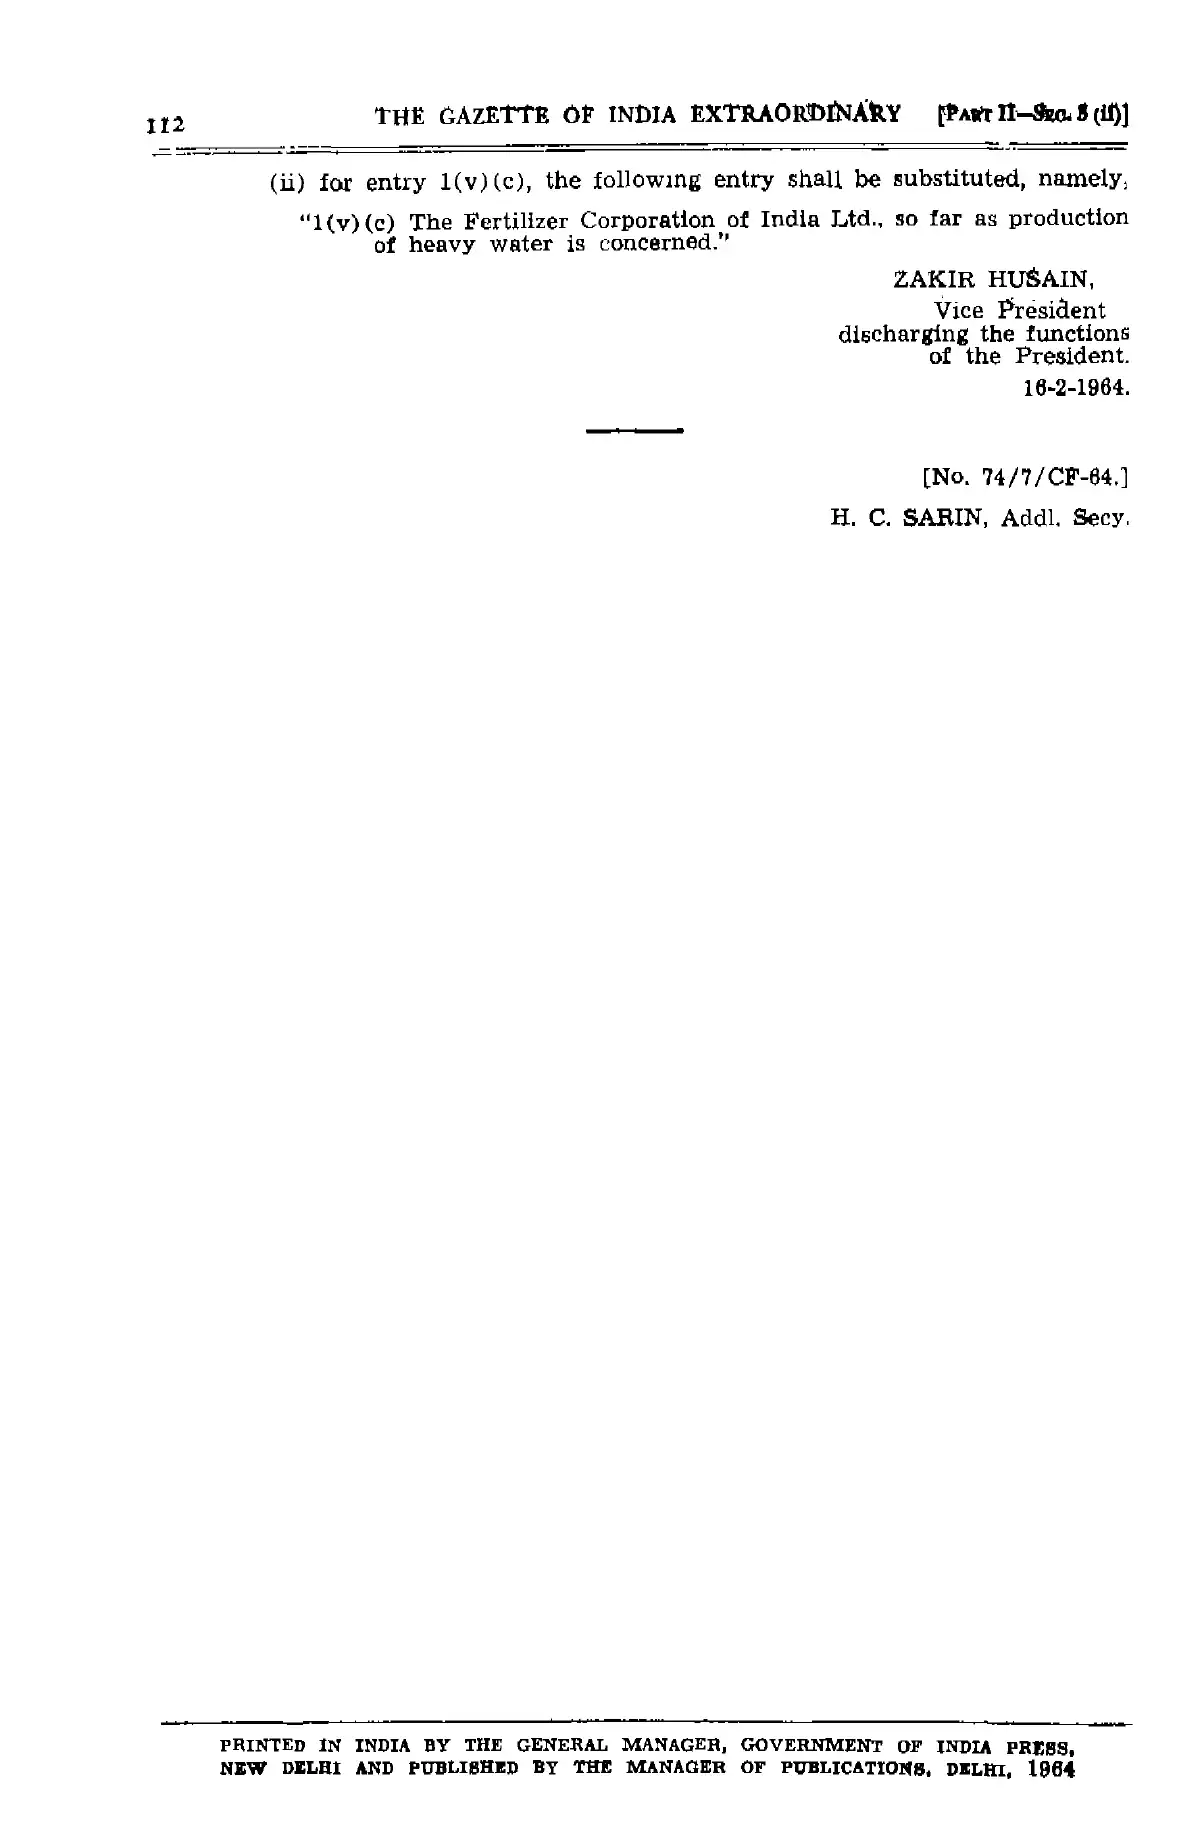 112 THE GAZETTE OF INDIA EXTRAORDINARY [PART II—SEC. 3 (ii)]
(ii) for entry 1(v)(c), the following entry shall be substituted, namely,
"1(v)(c) The Fertilizer Corporation of India Ltd., so far as production
of heavy water is concerned."
ZAKIR HUSAIN,
Vice President
discharging the functions
of the President.
16-2-1964.
[No. 74/7/CF-64.]
H. C. SARIN, Addl. Secy.
PRINTED IN INDIA BY THE GENERAL MANAGER, GOVERNMENT OF INDIA PRESS,
NEW DELHI AND PUBLISHED BY THE MANAGER OF PUBLICATIONS, DELHI, 1964